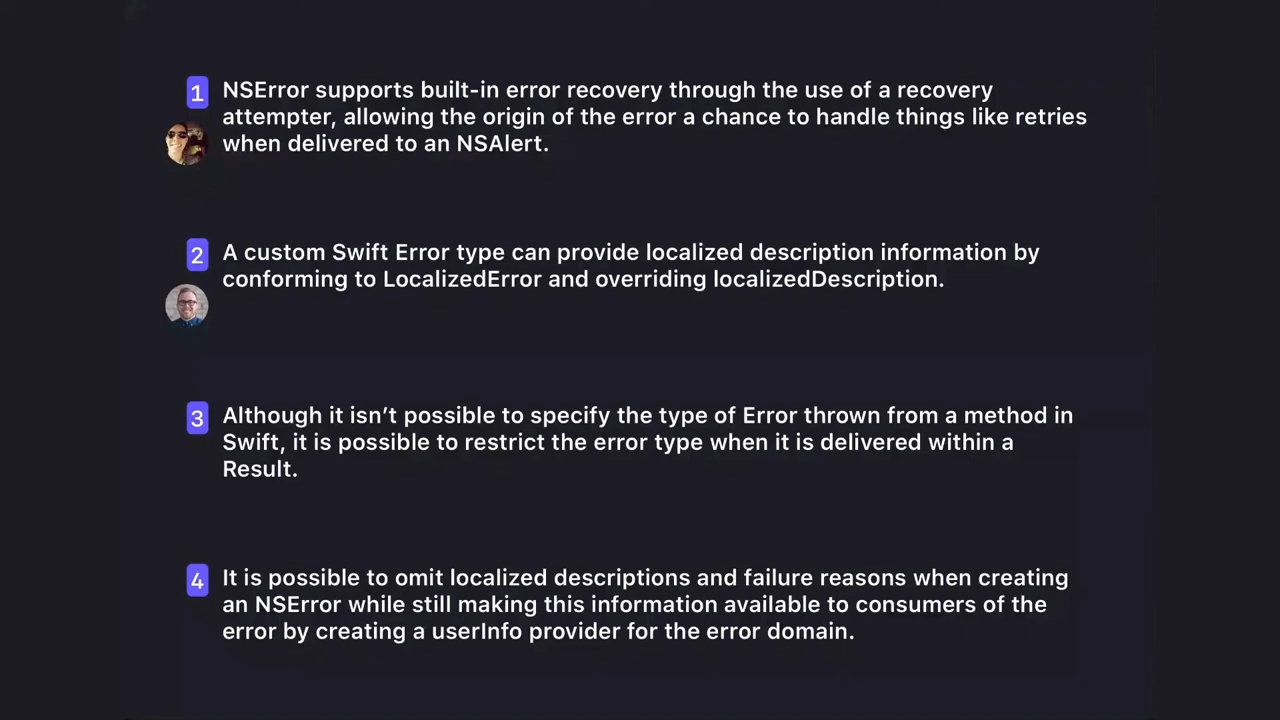 1 NSError supports built-in error recovery through the use of a recovery
attempter, allowing the origin of the error a chance to handle things like retries
when delivered to an NSAlert.
2 A custom Swift Error type can provide localized description information by
conforming to LocalizedError and overriding localizedDescription.
3 Although it isn’t possible to specify the type of Error thrown from a method in
Swift, it is possible to restrict the error type when it is delivered within a
Result.
4 It is possible to omit localized descriptions and failure reasons when creating
an NSError while still making this information available to consumers of the
error by creating a userInfo provider for the error domain.